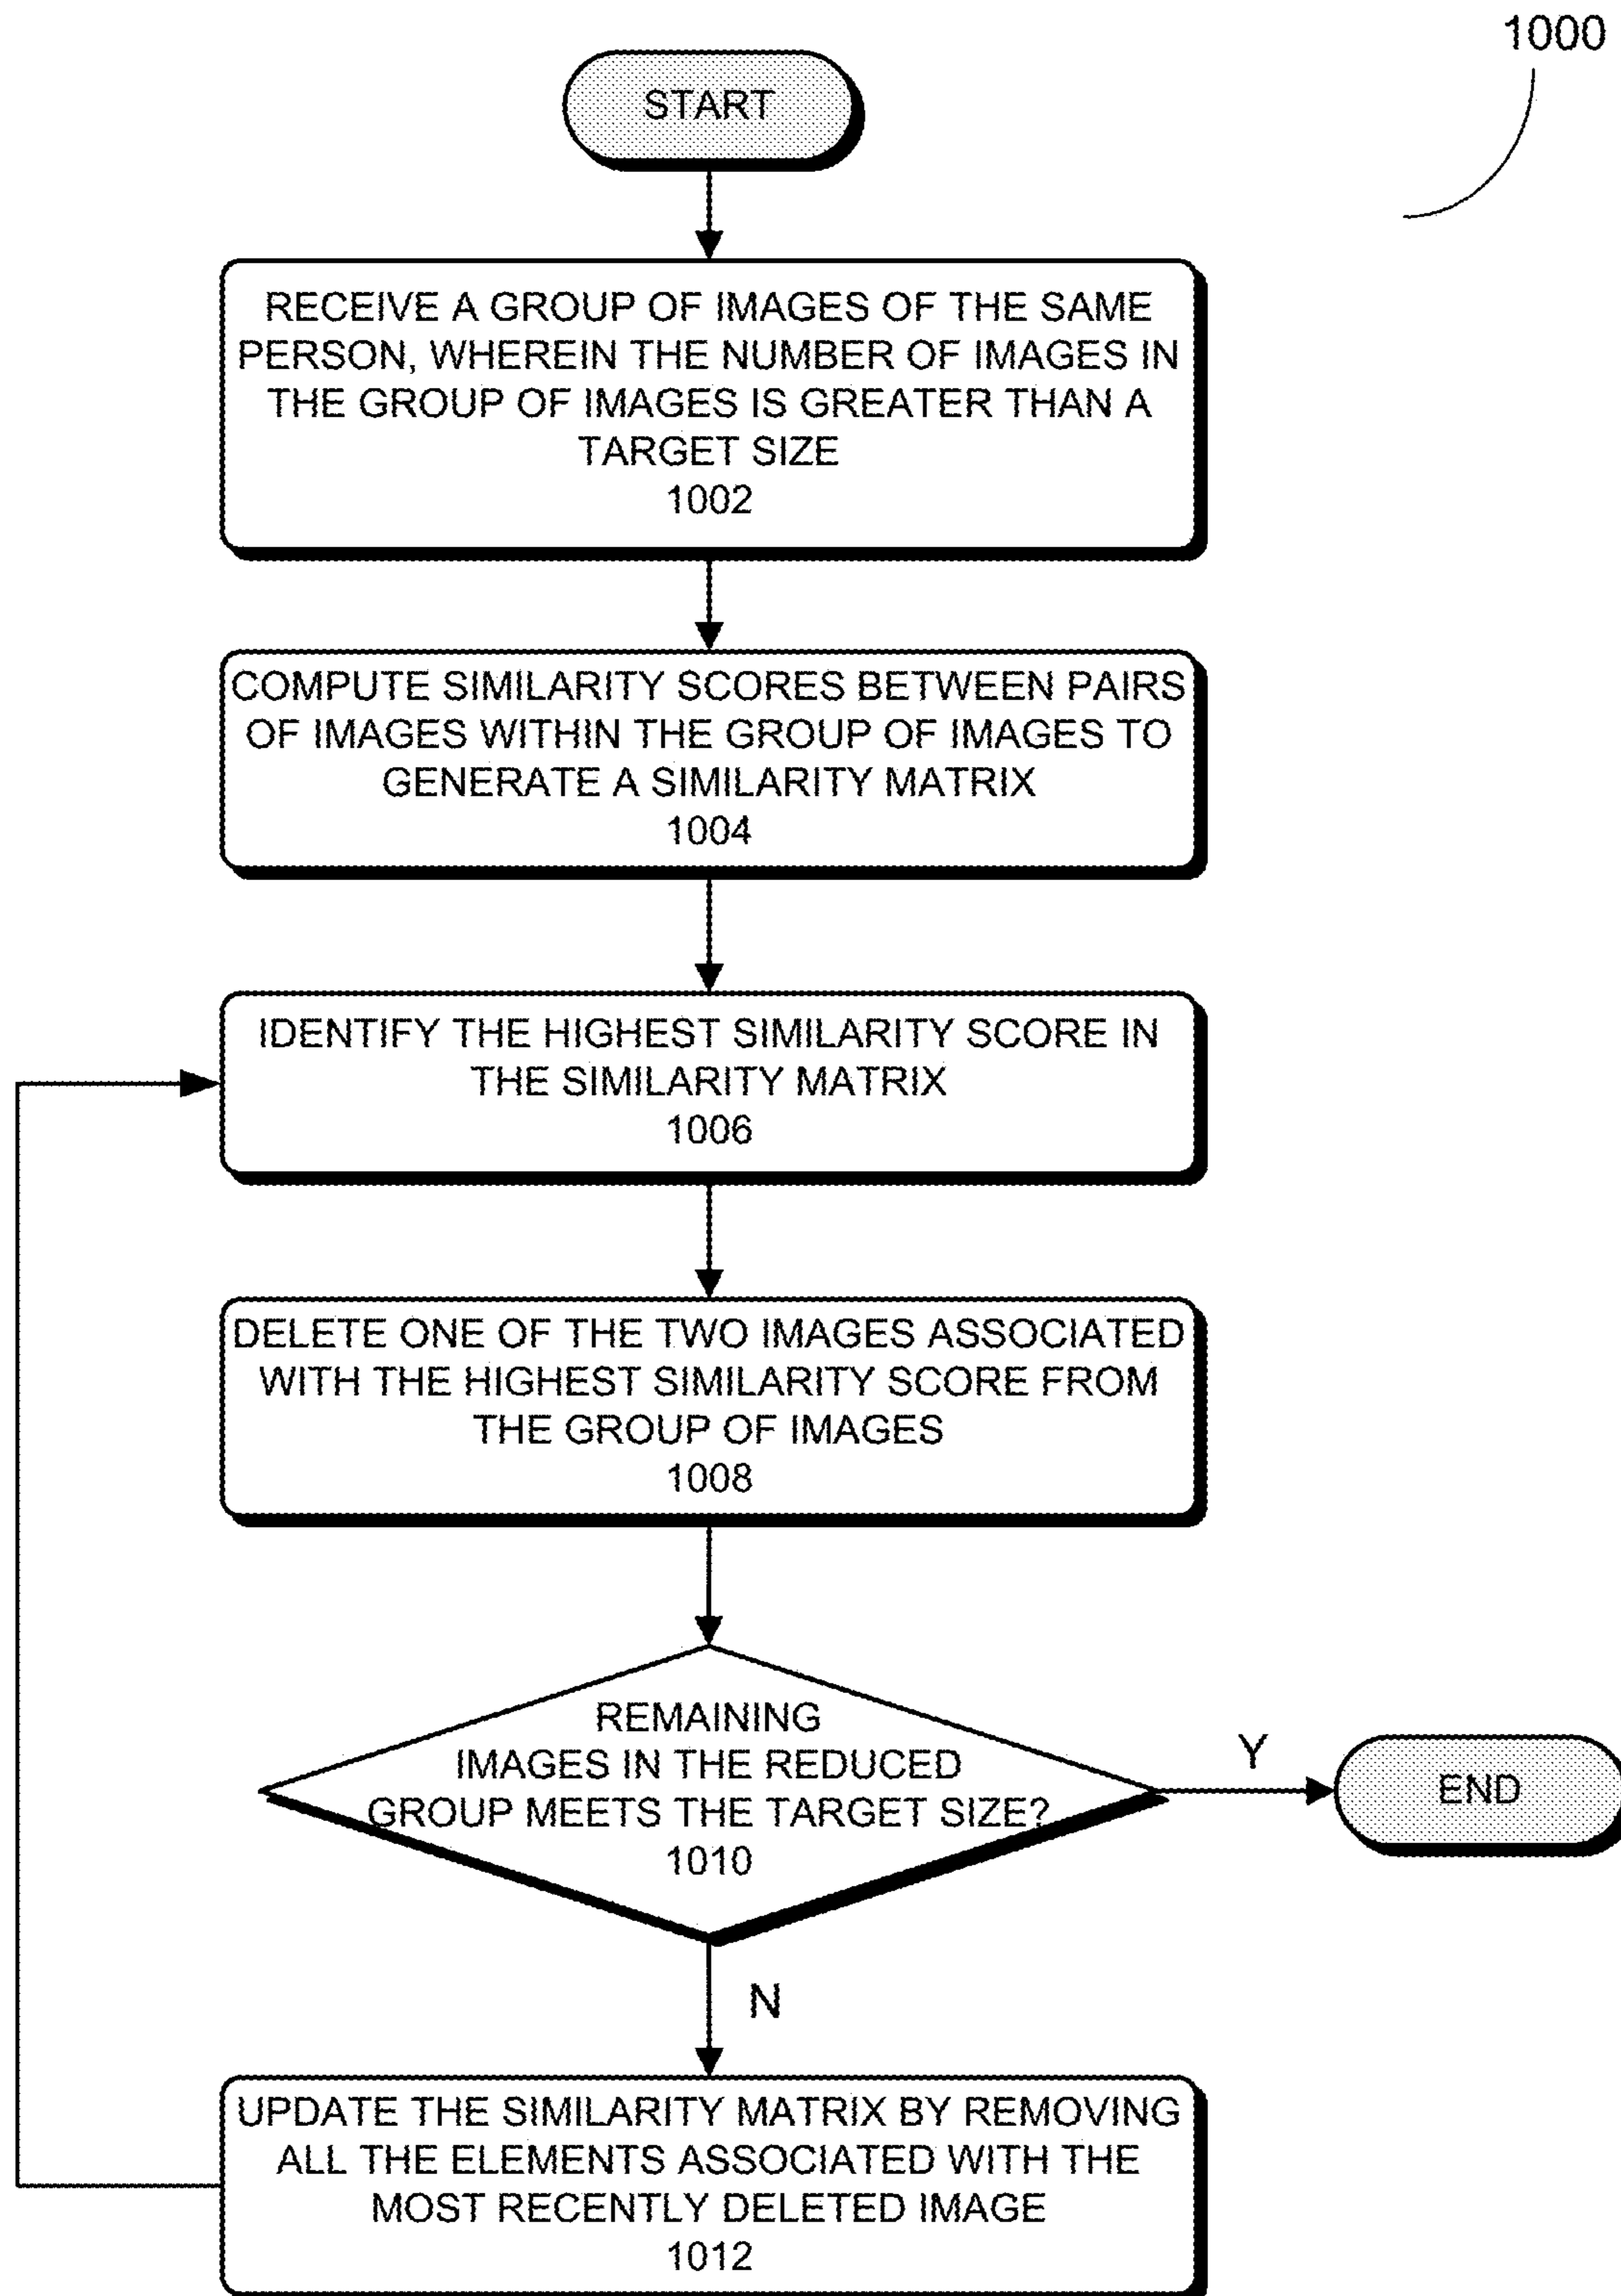 1000
START
RECEIVE A GROUP OF IMAGES OF THE SAME
PERSON, WHEREIN THE NUMBER OF IMAGES IN
THE GROUP OF IMAGES IS GREATER THAN A
TARGET SIZE
1002
COMPUTE SIMILARITY SCORES BETWEEN PAIRS
OF IMAGES WITHIN THE GROUP OF IMAGES TO
GENERATE A SIMILARITY MATRIX
1004
IDENTIFY THE HIGHEST SIMILARITY SCORE IN
THE SIMILARITY MATRIX
1006
DELETE ONE OF THE TWO IMAGES ASSOCIATED
WITH THE HIGHEST SIMILARITY SCORE FROM
THE GROUP OF IMAGES
1008
REMAINING
IMAGES IN THE REDUCED
GROUP MEETS THE TARGET SIZE?
1010
Y
END
N
UPDATE THE SIMILARITY MATRIX BY REMOVING
ALL THE ELEMENTS ASSOCIATED WITH THE
MOST RECENTLY DELETED IMAGE
1012